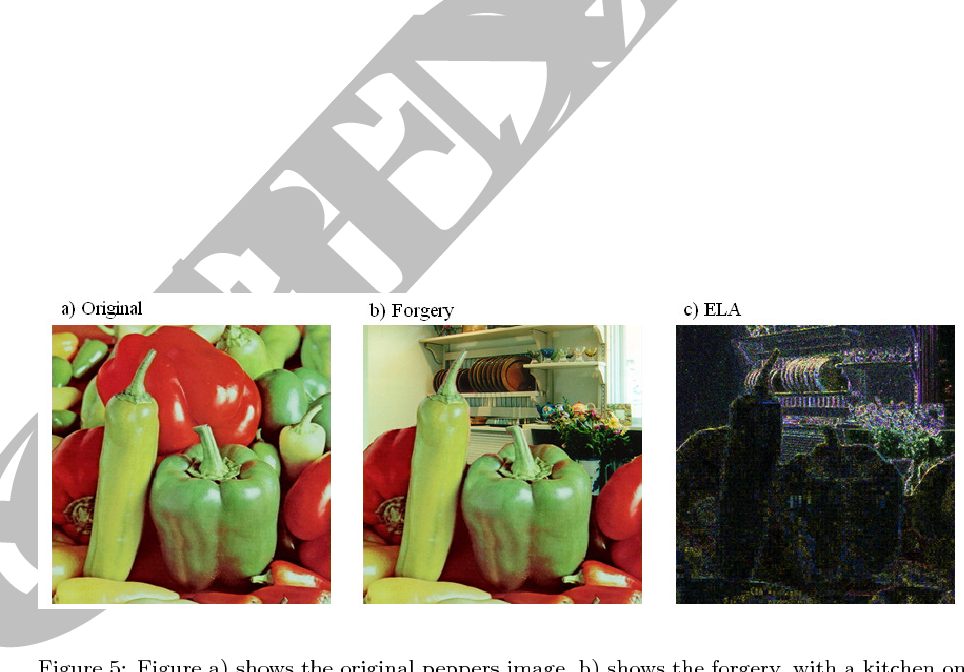 a) Original
b) Forgery
c) ELA
Figure 5: Figure a) shows the original peppers image, b) shows the forgery, with a kitchen on